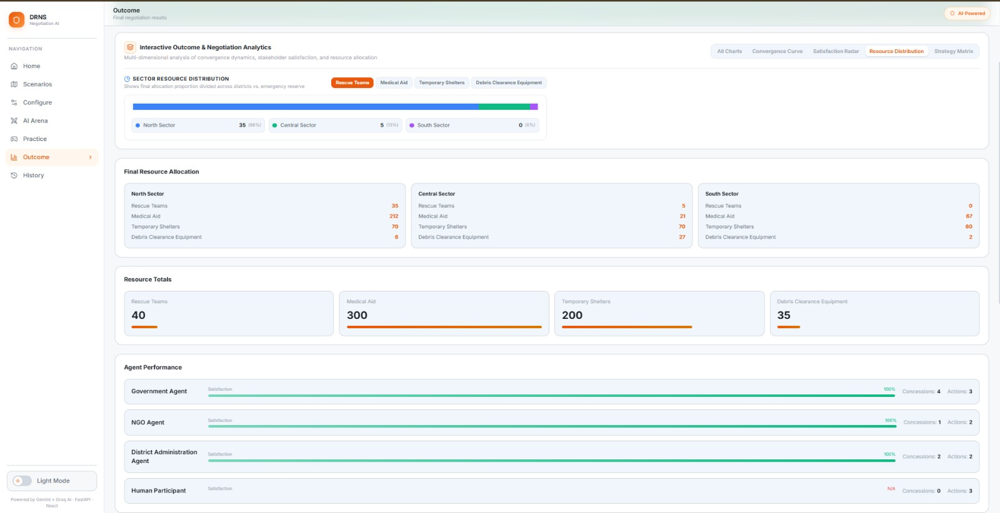 DRNS
Negotiation AI
NAVIGATION
Home
Scenarios
Configure
AI Arena
Practice
Outcome
History
Light Mode
Powered by Gemini + Groq AI · FastAPI ·
React
Outcome
Final negotiation results
AI-Powered
Interactive Outcome & Negotiation Analytics
Multi-dimensional analysis of convergence dynamics, stakeholder satisfaction, and resource allocation
All Charts Convergence Curve Satisfaction Radar Resource Distribution Strategy Matrix
SECTOR RESOURCE DISTRIBUTION
Shows final allocation proportion divided across districts vs. emergency reserve
Rescue Teams Medical Aid Temporary Shelters Debris Clearance Equipment
North Sector 35 (88%) Central Sector 5 (13%) South Sector 0 (0%)
Final Resource Allocation
North Sector
Rescue Teams 35
Medical Aid 212
Temporary Shelters 70
Debris Clearance Equipment 6
Central Sector
Rescue Teams 5
Medical Aid 21
Temporary Shelters 70
Debris Clearance Equipment 27
South Sector
Rescue Teams 0
Medical Aid 67
Temporary Shelters 60
Debris Clearance Equipment 2
Resource Totals
Rescue Teams
40
Medical Aid
300
Temporary Shelters
200
Debris Clearance Equipment
35
Agent Performance
Government Agent
Satisfaction 100%
Concessions: 4 Actions: 3
NGO Agent
Satisfaction 100%
Concessions: 1 Actions: 2
District Administration
Agent
Satisfaction 100%
Concessions: 2 Actions: 2
Human Participant
Satisfaction N/A
Concessions: 0 Actions: 3